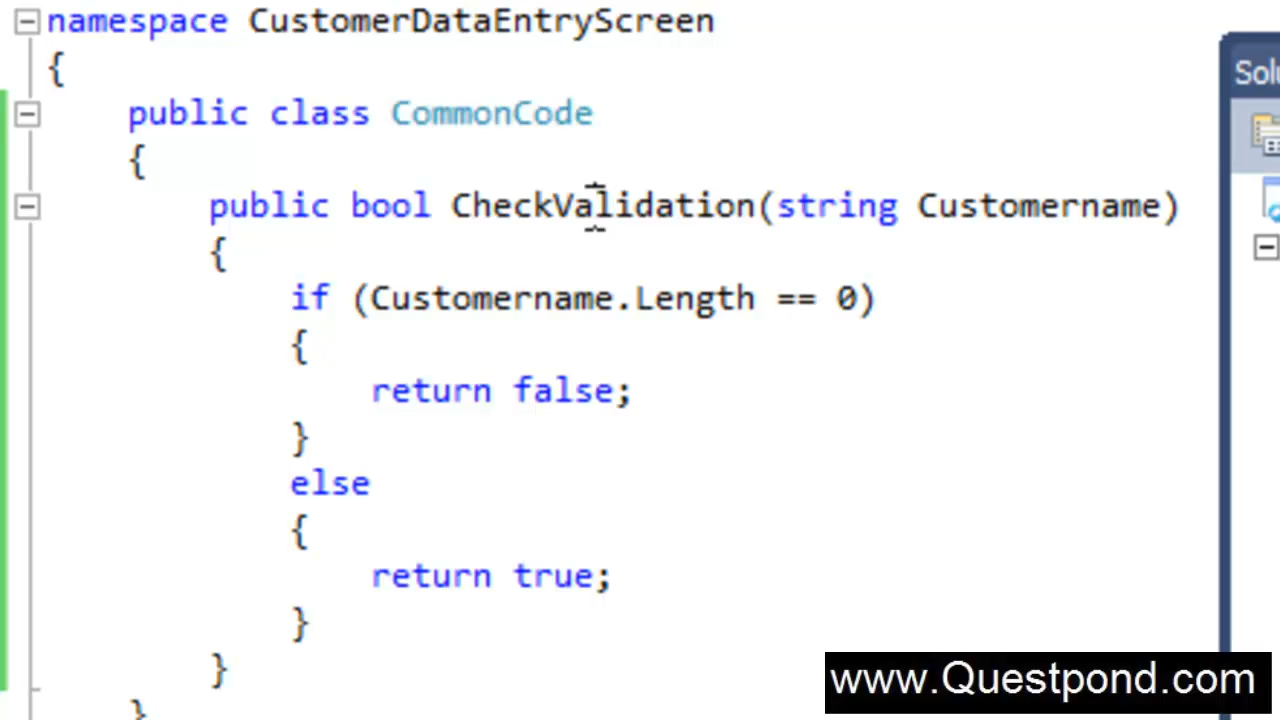 namespace CustomerDataEntryScreen
{
public class CommonCode
{
public bool CheckValidation(string Customername)
{
if (Customername.Length == 0)
{
return false;
}
else
{
return true;
}
}
}
Solu
www.Questpond.com